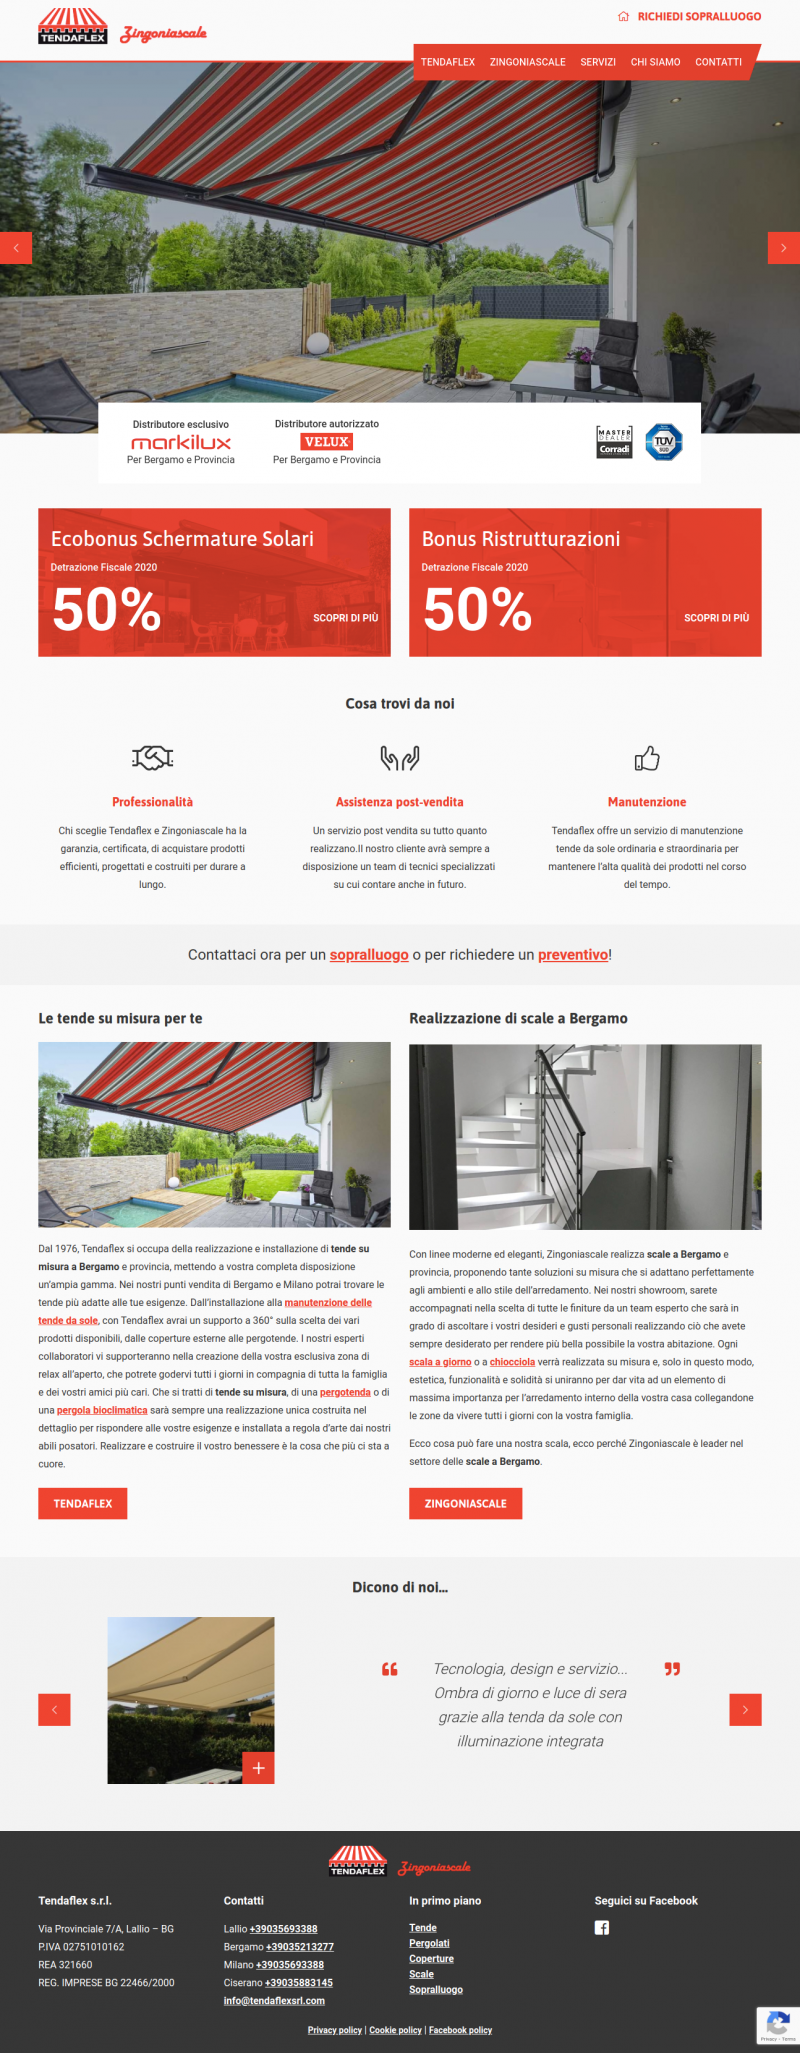 TENDAFLEX
Zingoniascale
RICHIEDI SOPRALLUOGO
TENDAFLEX ZINGONIASCALE SERVIZI CHI SIAMO CONTATTI
Distributore esclusivo
markilux
Per Bergamo e Provincia
Distributore autorizzato
VELUX
Per Bergamo e Provincia
MASTER
DEALER
Corradi
TÜV
SÜD
Ecobonus Schermature Solari
Detrazione Fiscale 2020
50%
SCOPRI DI PIÙ
Bonus Ristrutturazioni
Detrazione Fiscale 2020
50%
SCOPRI DI PIÙ
Cosa trovi da noi
Professionalità
Chi sceglie Tendaflex e Zingoniascale ha la
garanzia, certificata, di acquistare prodotti
efficienti, progettati e costruiti per durare a
lungo.
Assistenza post-vendita
Un servizio post vendita su tutto quanto
realizzano.Il nostro cliente avrà sempre a
disposizione un team di tecnici specializzati
su cui contare anche in futuro.
Manutenzione
Tendaflex offre un servizio di manutenzione
tende da sole ordinaria e straordinaria per
mantenere l'alta qualità dei prodotti nel corso
del tempo.
Contattaci ora per un sopralluogo o per richiedere un preventivo!
Le tende su misura per te
Dal 1976, Tendaflex si occupa della realizzazione e installazione di tende su
misura a Bergamo e provincia, mettendo a vostra completa disposizione
un'ampia gamma. Nei nostri punti vendita di Bergamo e Milano potrai trovare le
tende più adatte alle tue esigenze. Dall'installazione alla manutenzione delle
tende da sole, con Tendaflex avrai un supporto a 360° sulla scelta dei vari
prodotti disponibili, dalle coperture esterne alle pergotende. I nostri esperti
collaboratori vi supporteranno nella creazione della vostra esclusiva zona di
relax all'aperto, che potrete godervi tutti i giorni in compagnia di tutta la famiglia
e dei vostri amici più cari. Che si tratti di tende su misura, di una pergotenda o di
una pergola bioclimatica sarà sempre una realizzazione unica costruita nel
dettaglio per rispondere alle vostre esigenze e installata a regola d'arte dai nostri
abili posatori. Realizzare e costruire il vostro benessere è la cosa che più ci sta a
cuore.
TENDAFLEX
Realizzazione di scale a Bergamo
Con linee moderne ed eleganti, Zingoniascale realizza scale a Bergamo e
provincia, proponendo tante soluzioni su misura che si adattano perfettamente
agli ambienti e allo stile dell'arredamento. Nei nostri showroom, sarete
accompagnati nella scelta di tutte le finiture da un team esperto che sarà in
grado di ascoltare i vostri desideri e gusti personali realizzando ciò che avete
sempre desiderato per rendere più bella possibile la vostra abitazione. Ogni
scala a giorno o a chiocciola verrà realizzata su misura e, solo in questo modo,
estetica, funzionalità e solidità si uniranno per dar vita ad un elemento di
massima importanza per l'arredamento interno della vostra casa collegandone
le zone da vivere tutti i giorni con la vostra famiglia.
Ecco cosa può fare una nostra scala, ecco perché Zingoniascale è leader nel
settore delle scale a Bergamo.
ZINGONIASCALE
Dicono di noi...
Tecnologia, design e servizio...
Ombra di giorno e luce di sera
grazie alla tenda da sole con
illuminazione integrata
TENDAFLEX
Zingoniascale
Tendaflex s.r.l.
Via Provinciale 7/A, Lallio – BG
P.IVA 02751010162
REA 321660
REG. IMPRESE BG 22466/2000
Contatti
Lallio +39035693388
Bergamo +39035213277
Milano +39035693388
Ciserano +39035883145
info@tendaflexsrl.com
In primo piano
Tende
Pergolati
Coperture
Scale
Sopralluogo
Seguici su Facebook
Privacy policy | Cookie policy | Facebook policy
Privacy - Terms